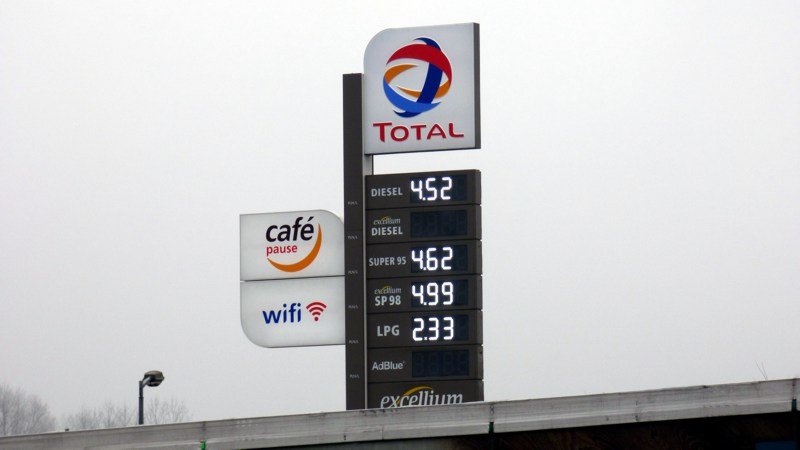 TOTAL
DIESEL 4.52
excellium
DIESEL
SUPER 95 4.62
excellium
SP 98 4.99
LPG 2.33
AdBlue
excellium
café
pause
wifi